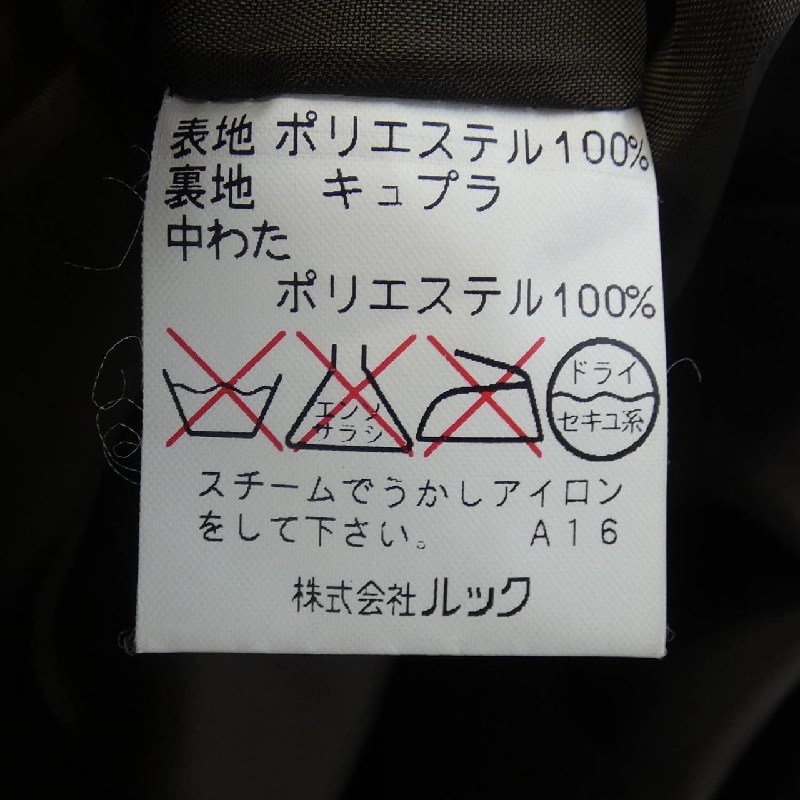 表地 ポリエステル100%
裏地 キュプラ
中わた
ポリエステル100%
エンソ
サラシ
ドライ
セキユ系
スチームでうかしアイロン
をして下さい。 A16
株式会社ルック